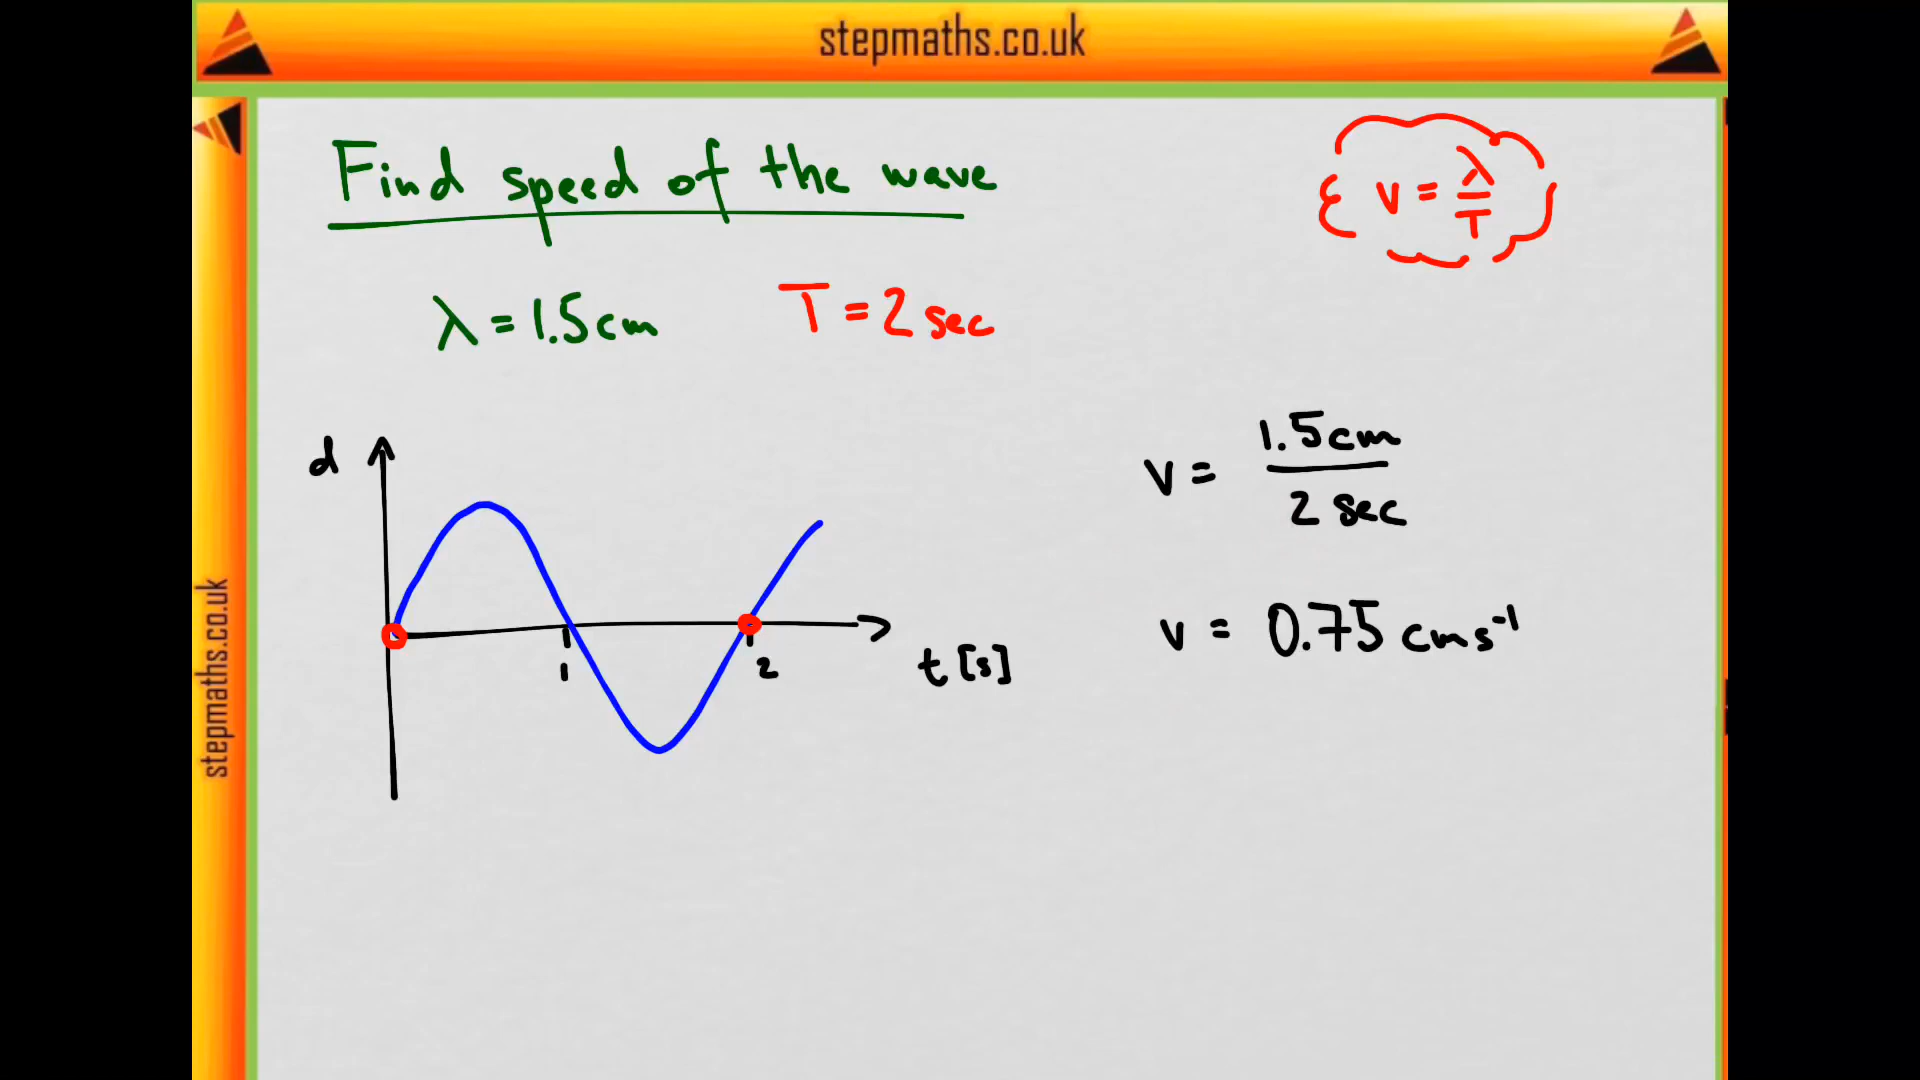 stepmaths.co.uk
Find speed of the wave
v = λ/T
λ = 1.5cm T = 2 sec
d
1
2
t [s]
v = 1.5cm / 2 sec
v = 0.75 cms⁻¹
stepmaths.co.uk